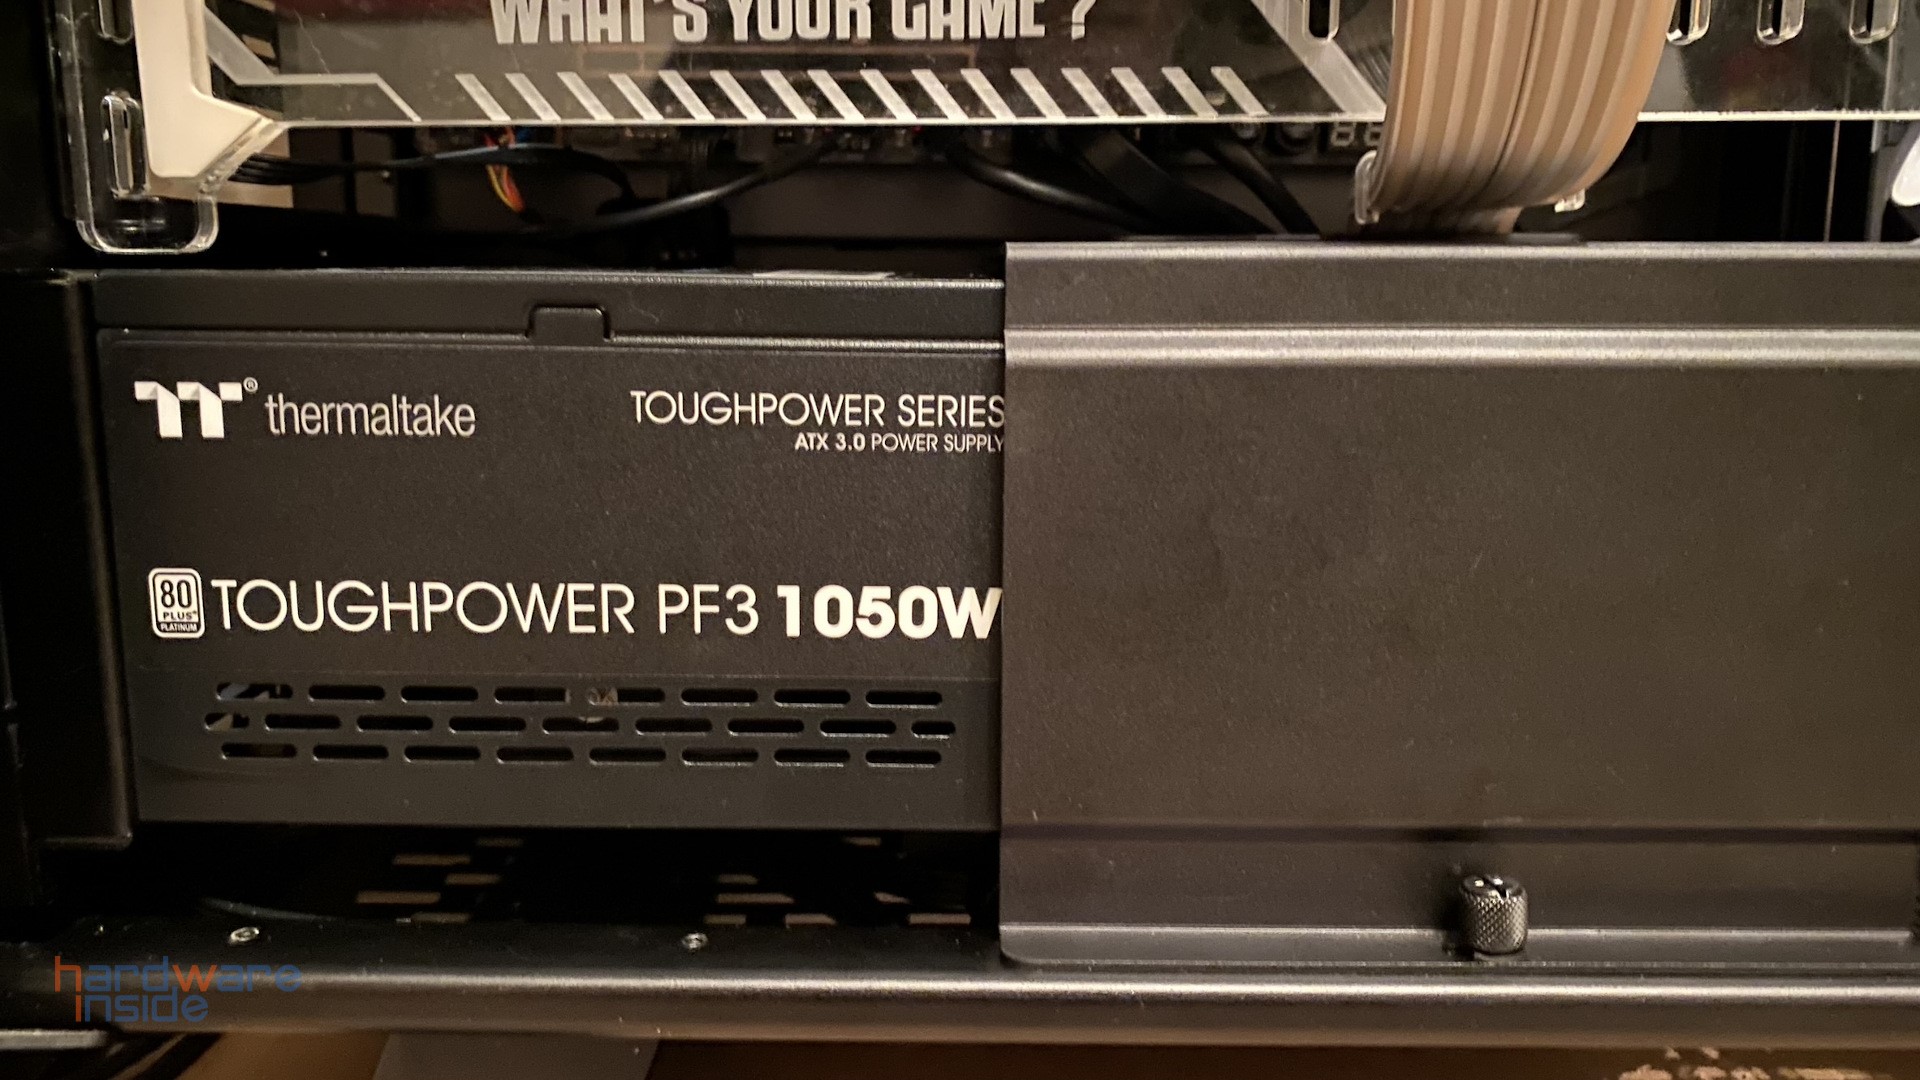 WHAT'S YOUR GAME ?
thermaltake®
TOUGHPOWER SERIES
ATX 3.0 POWER SUPPLY
80
PLUS
PLATINUM
TOUGHPOWER PF3 1050W
hardware
inside